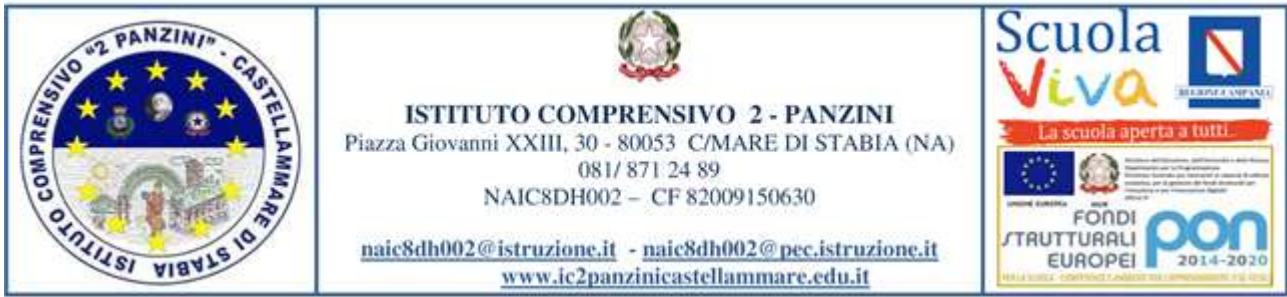 ISTITUTO COMPRENSIVO "2 PANZINI" - CASTELLAMMARE DI STABIA
ISTITUTO COMPRENSIVO 2 - PANZINI
Piazza Giovanni XXIII, 30 - 80053 C/MARE DI STABIA (NA)
081/ 871 24 89
NAIC8DH002 – CF 82009150630
naic8dh002@istruzione.it - naic8dh002@pec.istruzione.it
www.ic2panzinicastellammare.edu.it
Scuola
Viva
REGIONE CAMPANIA
La scuola aperta a tutti..
UNIONE EUROPEA
MIUR
FONDI
STRUTTURALI
EUROPEI
pon
2014-2020